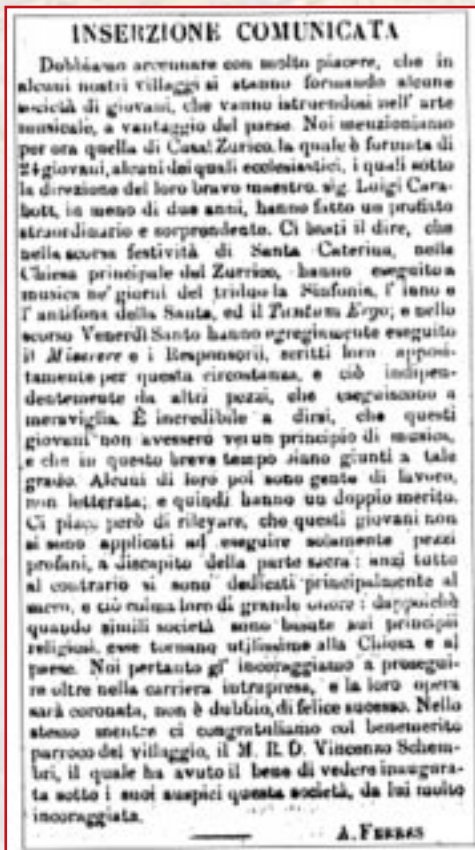 INSERZIONE COMUNICATA
Dobbiamo accennare con molto piacere, che in
alcuni nostri villaggi si stanno formando alcune
società di giovani, che vanno istruendosi nell' arte
musicale, a vantaggio del paese. Noi menzioniamo
per ora quella di Casal Zurico. la quale è formata di
24 giovani, alcuni dei quali ecclesiastici, i quali sotto
la direzione del loro bravo maestro. sig. Luigi Cara-
bott, in meno di due anni, hanno fatto un profitto
straordinario e sorprendente. Ci basti il dire, che
nella scorsa festività di Santa Caterina, nella
Chiesa principale del Zurrico, hanno eseguito a
musica ne' giorni del triduo la Sinfonia, l' inno e
l' antifona della Santa, ed il Tantum Ergo; e nello
scorso Venerdì Santo hanno egregiamente eseguito
il Miserere e i Responsorii, scritti loro apposi-
tamente per questa circostanza, e ciò indipen-
dentemente da altri pezzi, che eseguiscono a
meraviglia. È incredibile a dirsi, che questi
giovani non avessero verun principio di musica,
e che in questo breve tempo siano giunti a tale
grado. Alcuni di loro poi sono gente di lavoro,
non letterata; e quindi hanno un doppio merito.
Ci piace però di rilevare, che questi giovani non
si sono applicati ad eseguire solamente pezzi
profani, a discapito della parte sacra: anzi tutto
al contrario si sono dedicati principalmente al
sacro, e ciò ridonda loro di grande onore: dappoichè
quando simili società sono basate sui principii
religiosi, esse tornano utilissime alla Chiesa e al
paese. Noi pertanto gl' incoraggiamo a prosegui-
re oltre nella carriera intrapresa, e la loro opera
sarà coronata, non è dubbio, di felice sucesso. Nello
stesso mentre ci congratuliamo col benemerito
parroco del villaggio, il M. R. D. Vincenzo Schem-
bri, il quale ha avuto il bene di vedere inaugura-
ta sotto i suoi auspici questa società, da lui molto
incoraggiata.
A. FERRES